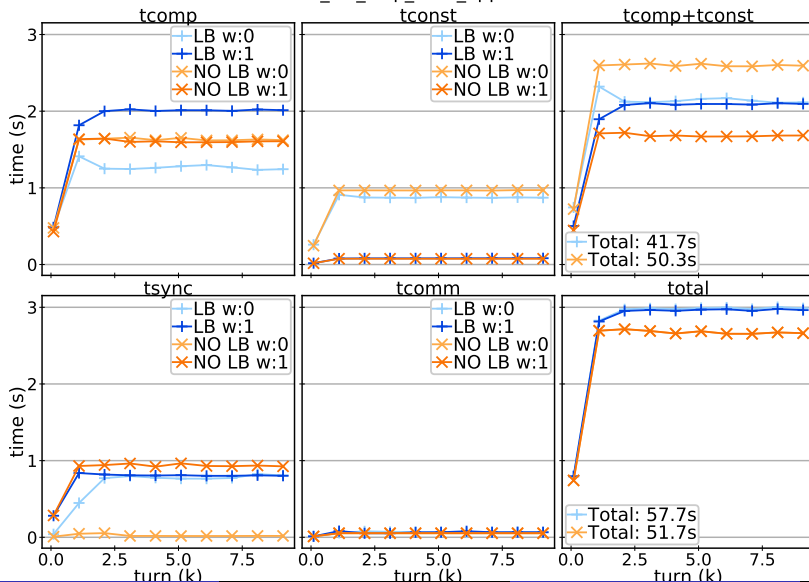 tcomp
tconst
tcomp+tconst
3
2
1
0
time (s)
LB w:0
LB w:1
NO LB w:0
NO LB w:1
LB w:0
LB w:1
NO LB w:0
NO LB w:1
Total: 41.7s
Total: 50.3s
tsync
tcomm
total
3
2
1
0
time (s)
LB w:0
LB w:1
NO LB w:0
NO LB w:1
LB w:0
LB w:1
NO LB w:0
NO LB w:1
Total: 57.7s
Total: 51.7s
0.0 2.5 5.0 7.5
0.0 2.5 5.0 7.5
0.0 2.5 5.0 7.5
turn (k)
turn (k)
turn (k)